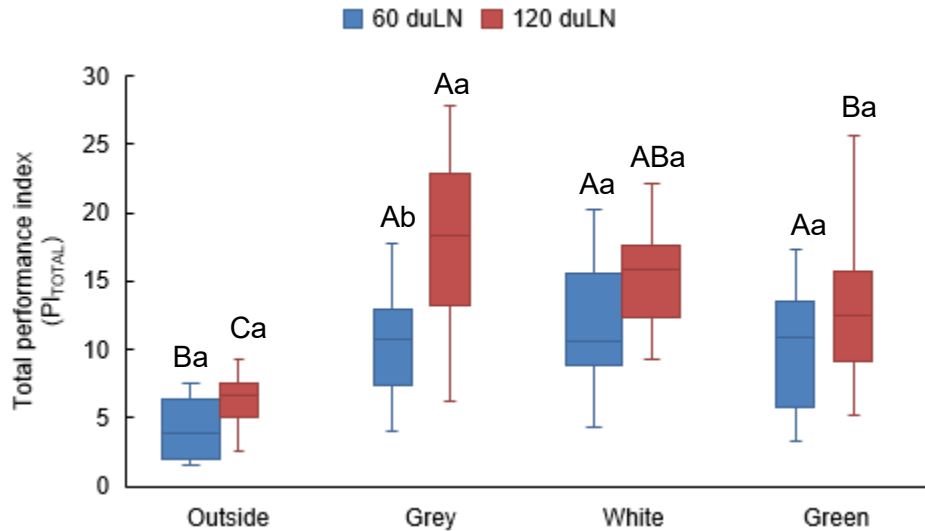 60 duLN 120 duLN
Total performance index
(PI_TOTAL)
30
25
20
15
10
5
0
Ba
Ca
Ab
Aa
Aa
ABa
Aa
Ba
Outside Grey White Green